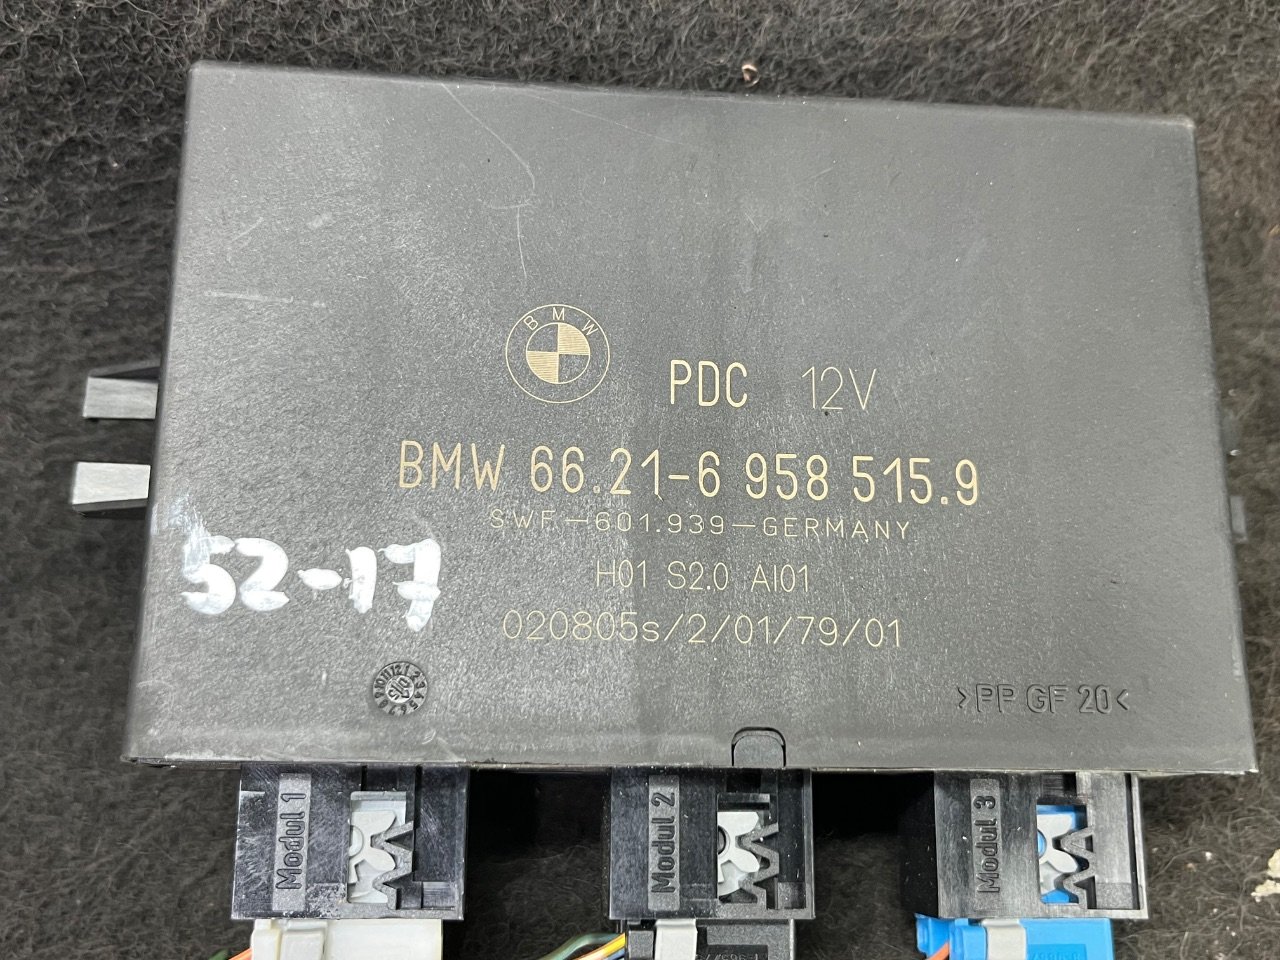 BMW
PDC 12V
BMW 66.21-6 958 515.9
SWF-601.939-GERMANY
52-17
H01 S2.0 AI01
020805s/2/01/79/01
>PP GF 20<
Modul 1
Modul 2
Modul 3